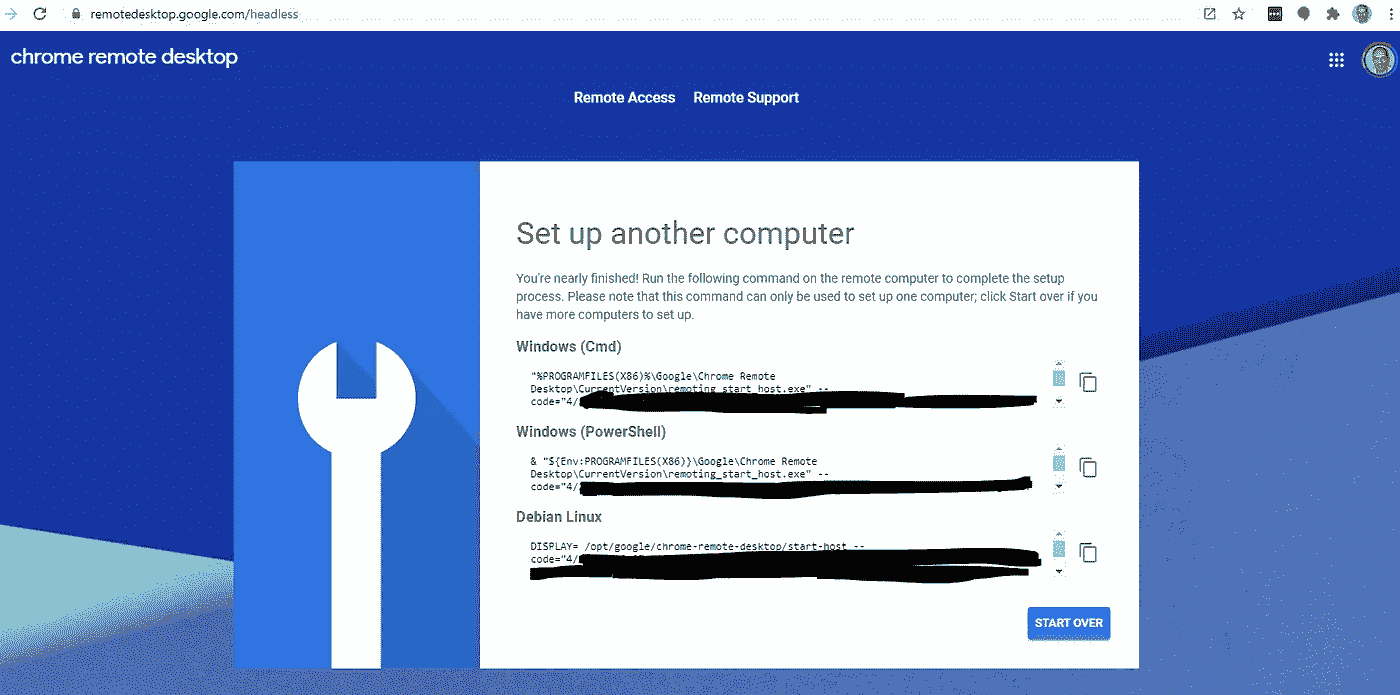 remotedesktop.google.com/headless
chrome remote desktop
Remote Access Remote Support
Set up another computer
You're nearly finished! Run the following command on the remote computer to complete the setup
process. Please note that this command can only be used to set up one computer; click Start over if you
have more computers to set up.
Windows (Cmd)
"%PROGRAMFILES(X86)%\Google\Chrome Remote
Desktop\CurrentVersion\remoting_start_host.exe" --
code="4/
Windows (PowerShell)
& "${Env:PROGRAMFILES(X86)}\Google\Chrome Remote
Desktop\CurrentVersion\remoting_start_host.exe" --
code="4/
Debian Linux
DISPLAY= /opt/google/chrome-remote-desktop/start-host --
code="4/
START OVER